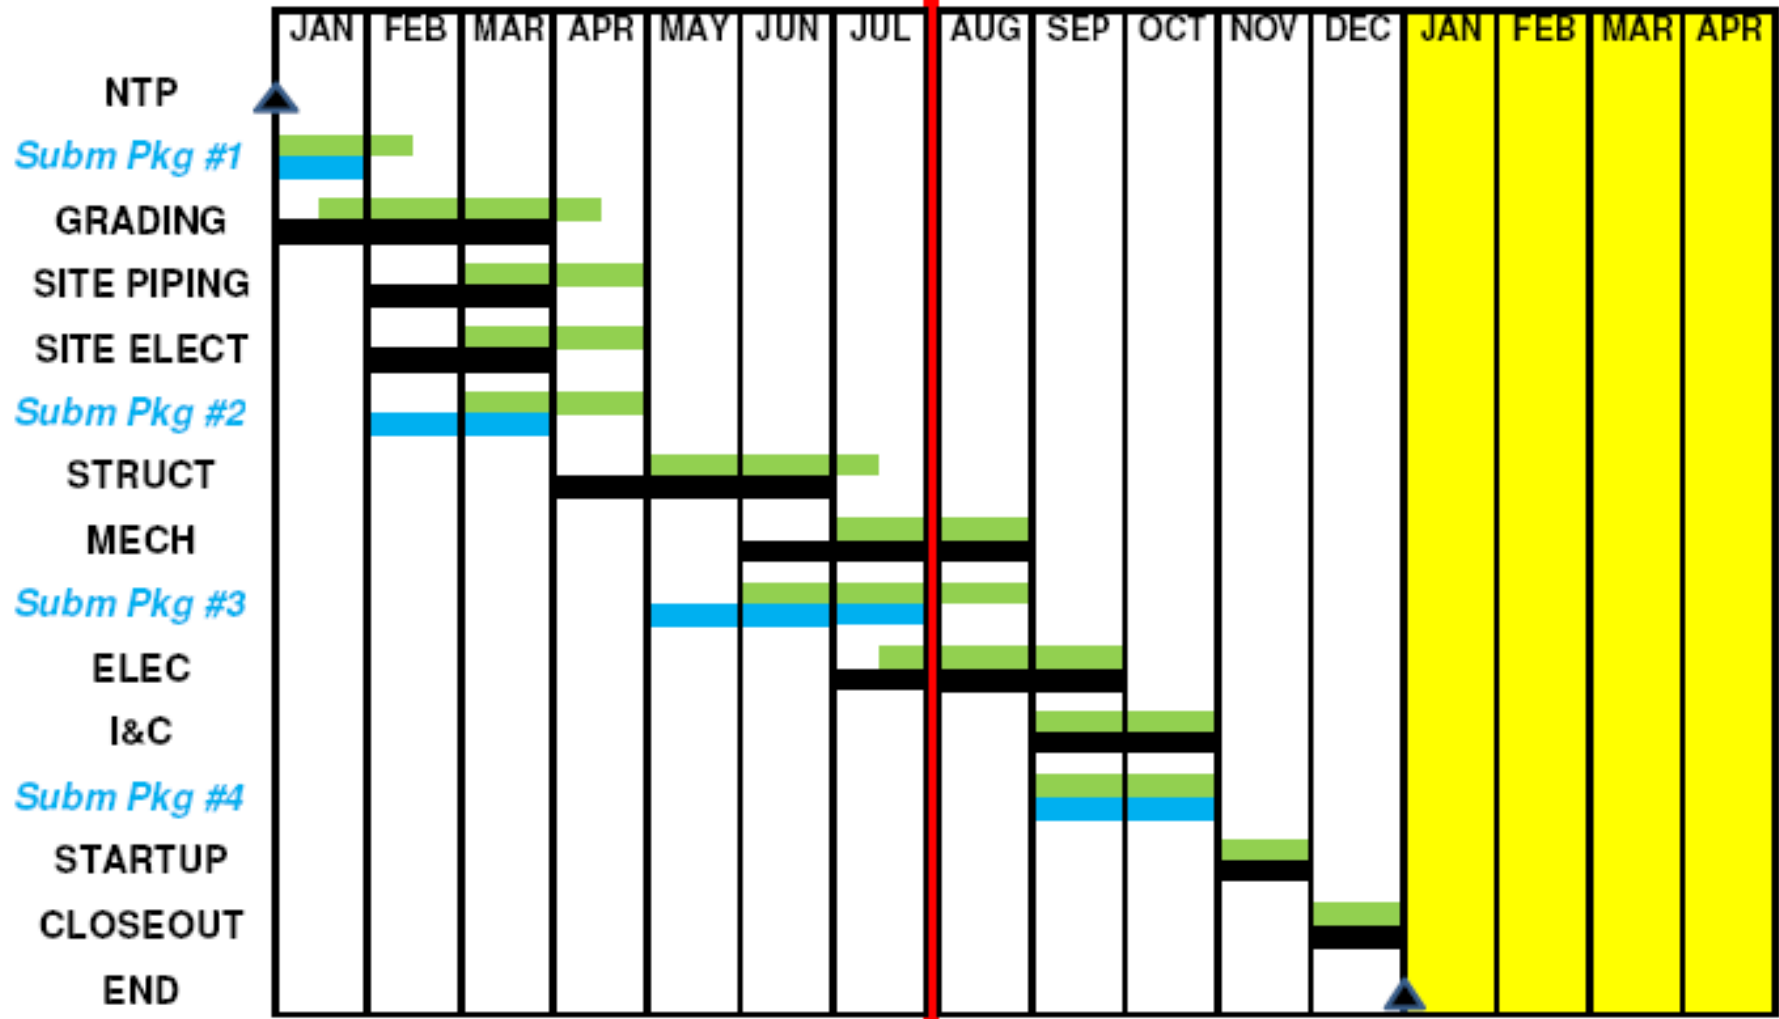 JAN FEB MAR APR MAY JUN JUL AUG SEP OCT NOV DEC JAN FEB MAR APR
NTP
Subm Pkg #1
GRADING
SITE PIPING
SITE ELECT
Subm Pkg #2
STRUCT
MECH
Subm Pkg #3
ELEC
I&C
Subm Pkg #4
STARTUP
CLOSEOUT
END